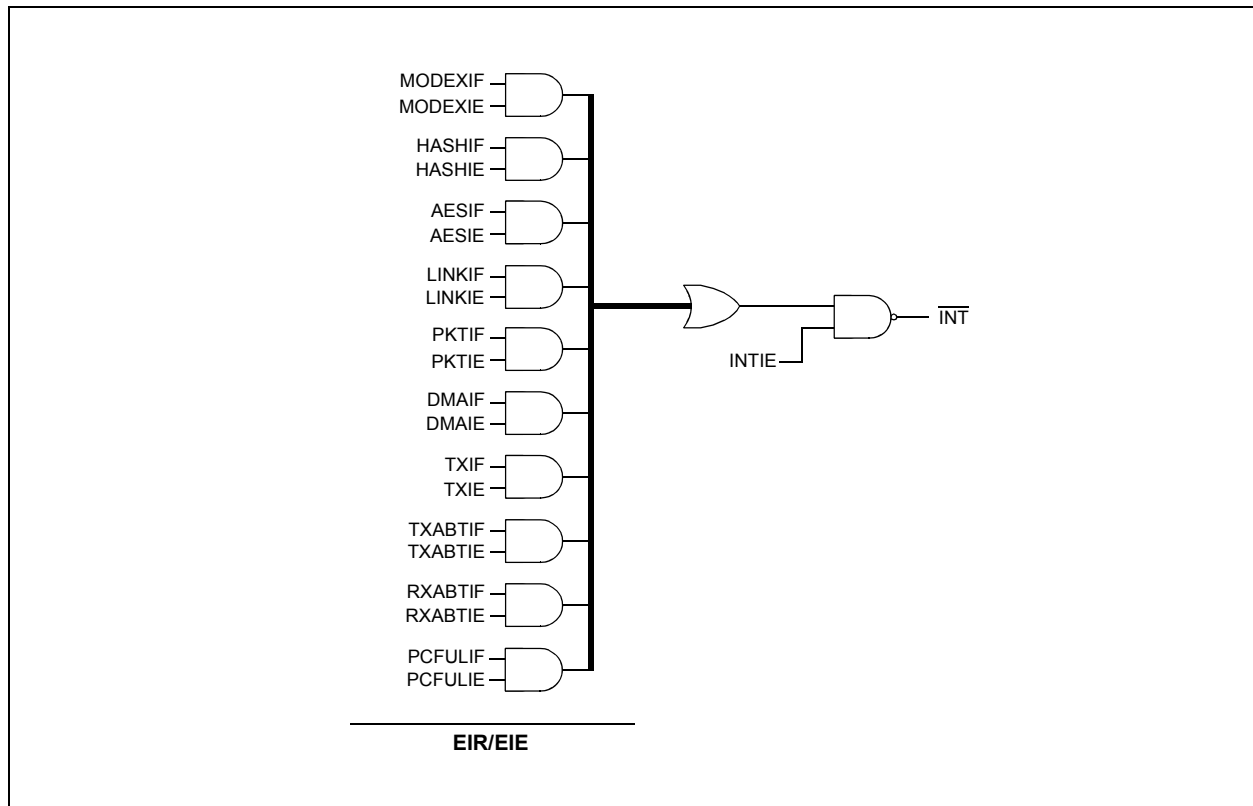 MODEXIF
MODEXIE
HASHIF
HASHIE
AESIF
AESIE
LINKIF
LINKIE
PKTIF
PKTIE
DMAIF
DMAIE
TXIF
TXIE
TXABTIF
TXABTIE
RXABTIF
RXABTIE
PCFULIF
PCFULIE
INTIE
INT
EIR/EIE